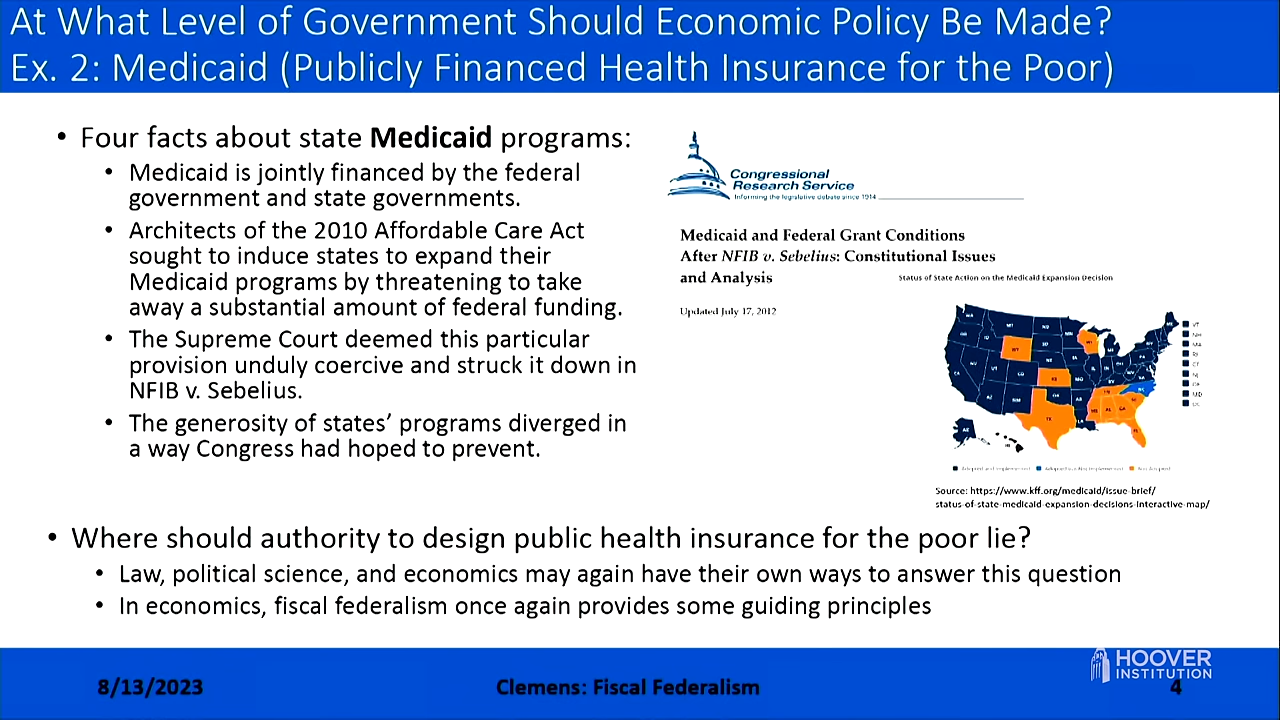 At What Level of Government Should Economic Policy Be Made?
Ex. 2: Medicaid (Publicly Financed Health Insurance for the Poor)
• Four facts about state Medicaid programs:
• Medicaid is jointly financed by the federal
government and state governments.
• Architects of the 2010 Affordable Care Act
sought to induce states to expand their
Medicaid programs by threatening to take
away a substantial amount of federal funding.
• The Supreme Court deemed this particular
provision unduly coercive and struck it down in
NFIB v. Sebelius.
• The generosity of states’ programs diverged in
a way Congress had hoped to prevent.
Congressional
Research Service
Informing the legislative debate since 1914
Medicaid and Federal Grant Conditions
After NFIB v. Sebelius: Constitutional Issues
and Analysis
Updated July 17, 2012
Status of State Action on the Medicaid Expansion Decision
Source: https://www.kff.org/medicaid/issue-brief/
status-of-state-medicaid-expansion-decisions-interactive-map/
• Where should authority to design public health insurance for the poor lie?
• Law, political science, and economics may again have their own ways to answer this question
• In economics, fiscal federalism once again provides some guiding principles
8/13/2023
Clemens: Fiscal Federalism
HOOVER
INSTITUTION
4